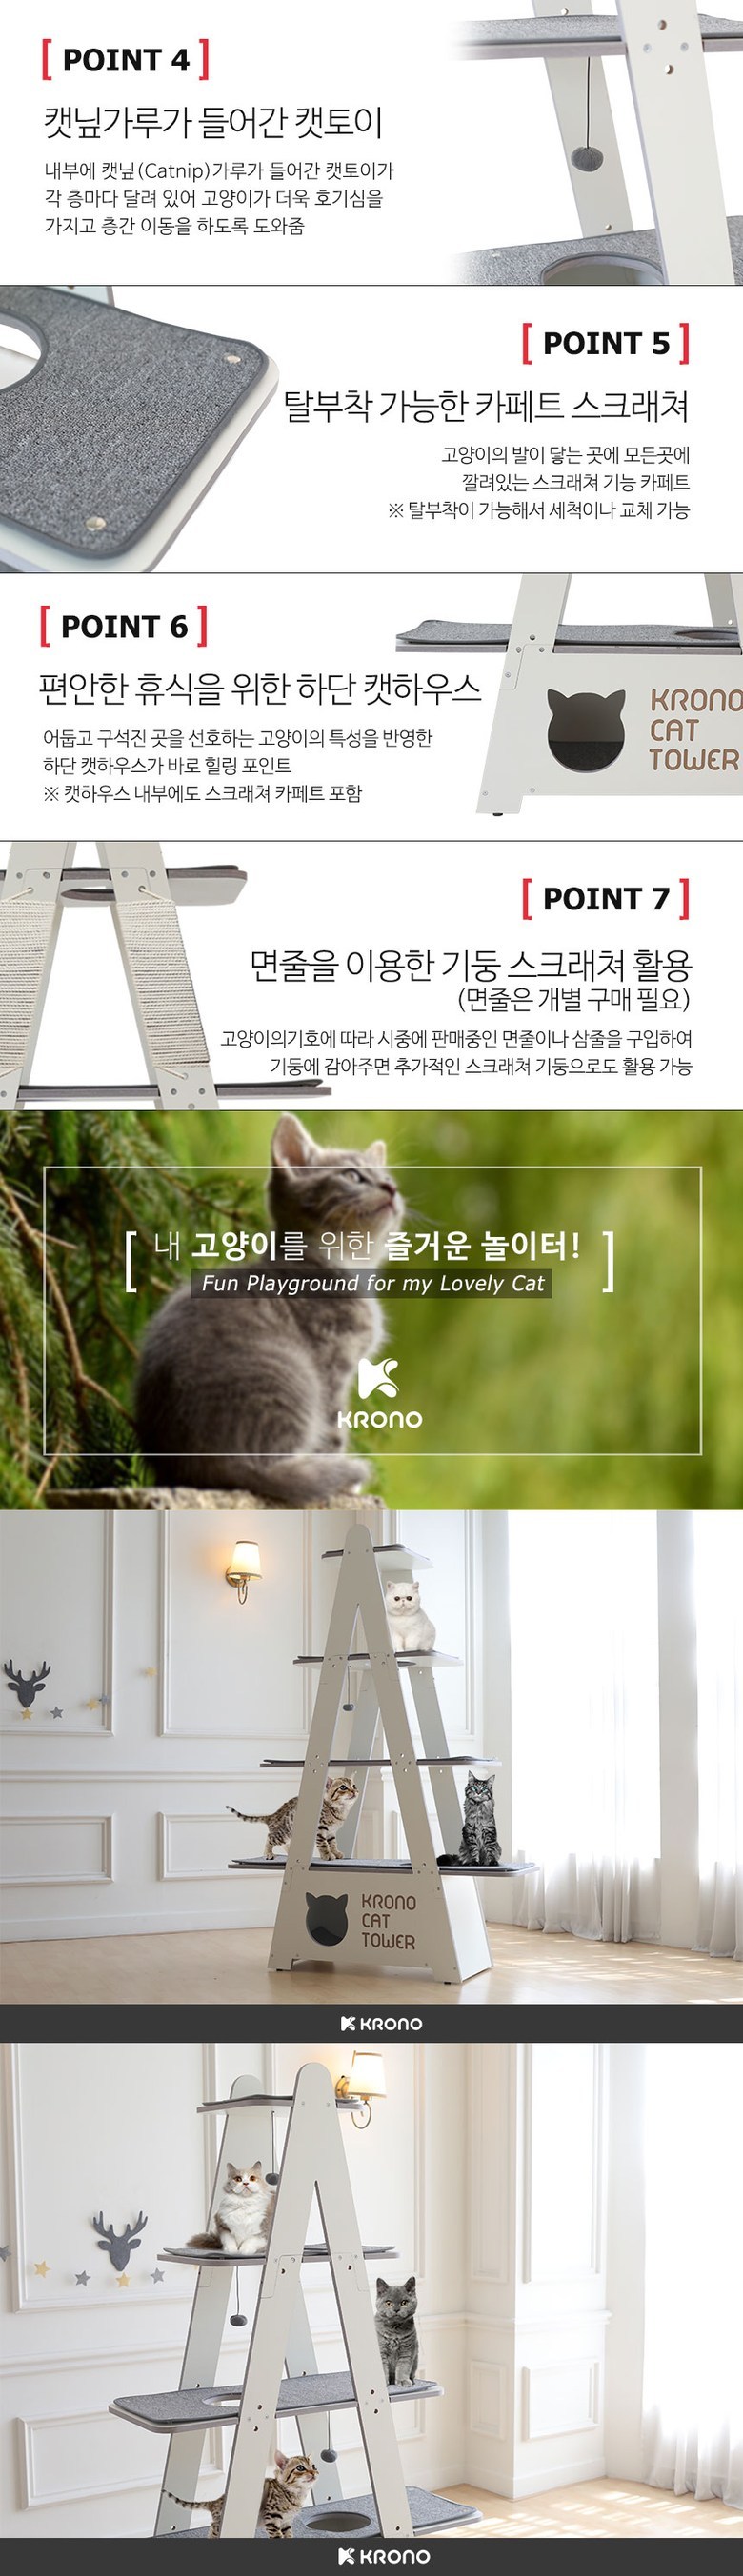 [ POINT 4 ]
캣닢가루가 들어간 캣토이
내부에 캣닢(Catnip)가루가 들어간 캣토이가
각 층마다 달려 있어 고양이가 더욱 호기심을
가지고 층간 이동을 하도록 도와줌
[ POINT 5 ]
탈부착 가능한 카페트 스크래쳐
고양이의 발이 닿는 곳에 모든곳에
깔려있는 스크래쳐 기능 카페트
※ 탈부착이 가능해서 세척이나 교체 가능
[ POINT 6 ]
편안한 휴식을 위한 하단 캣하우스
어둡고 구석진 곳을 선호하는 고양이의 특성을 반영한
하단 캣하우스가 바로 힐링 포인트
※ 캣하우스 내부에도 스크래쳐 카페트 포함
KRONO
CAT
TOWER
[ POINT 7 ]
면줄을 이용한 기둥 스크래쳐 활용
(면줄은 개별 구매 필요)
고양이의기호에 따라 시중에 판매중인 면줄이나 삼줄을 구입하여
기둥에 감아주면 추가적인 스크래쳐 기둥으로도 활용 가능
[ 내 고양이를 위한 즐거운 놀이터! ]
Fun Playground for my Lovely Cat
KRONO
KRONO
CAT
TOWER
KRONO
KRONO